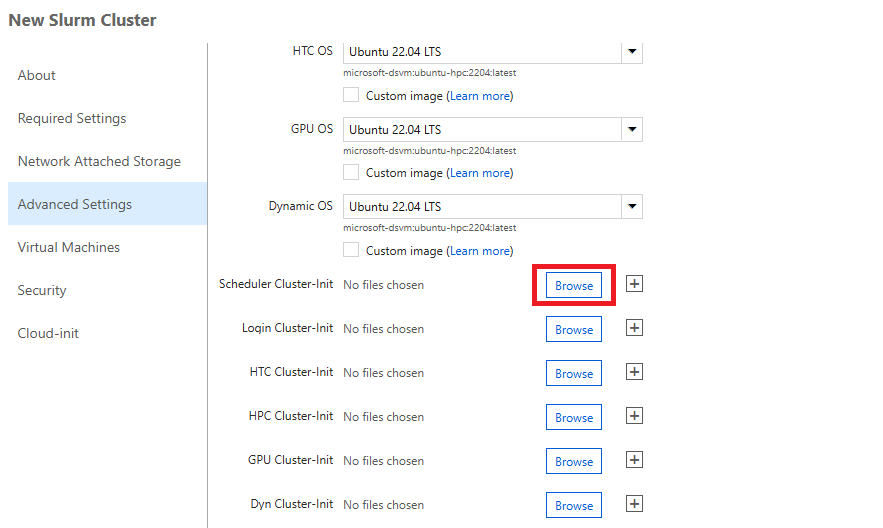 New Slurm Cluster
About
Required Settings
Network Attached Storage
Advanced Settings
Virtual Machines
Security
Cloud-init
HTC OS Ubuntu 22.04 LTS
microsoft-dsvm:ubuntu-hpc:2204:latest
Custom image (Learn more)
GPU OS Ubuntu 22.04 LTS
microsoft-dsvm:ubuntu-hpc:2204:latest
Custom image (Learn more)
Dynamic OS Ubuntu 22.04 LTS
microsoft-dsvm:ubuntu-hpc:2204:latest
Custom image (Learn more)
Scheduler Cluster-Init No files chosen Browse
Login Cluster-Init No files chosen Browse
HTC Cluster-Init No files chosen Browse
HPC Cluster-Init No files chosen Browse
GPU Cluster-Init No files chosen Browse
Dyn Cluster-Init No files chosen Browse